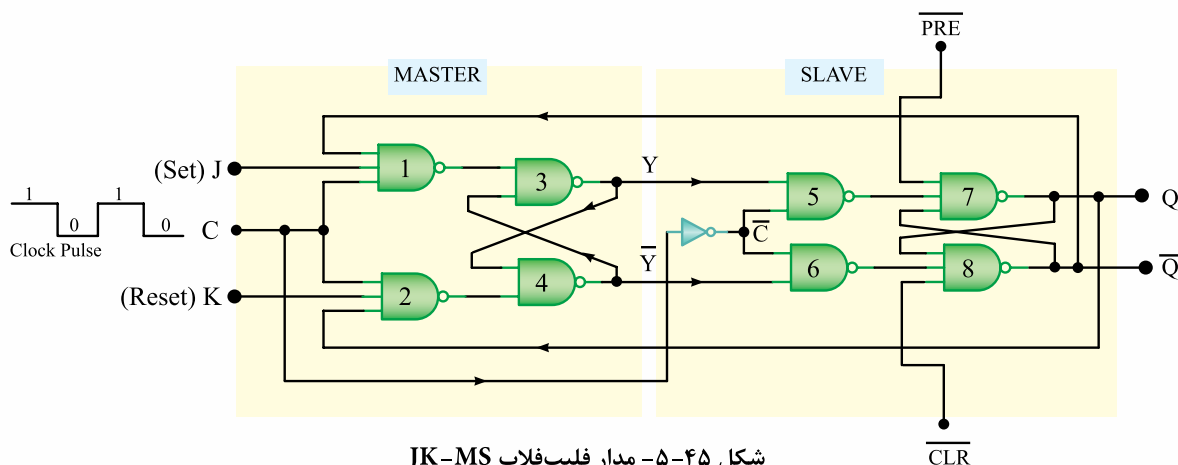 PRE
MASTER
SLAVE
(Set) J
1
3
Y
5
7
Q
1
0
1
0
Clock Pulse
C
C
Y
6
8
Q
(Reset) K
2
4
CLR
شکل ۴۵-۵- مدار فلیپ‌فلاپ JK-MS